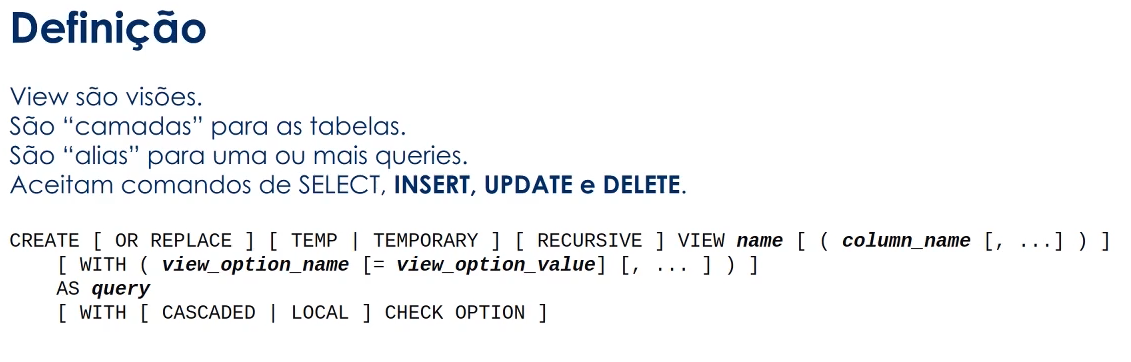 Definição
View são visões.
São “camadas” para as tabelas.
São “alias” para uma ou mais queries.
Aceitam comandos de SELECT, INSERT, UPDATE e DELETE.
CREATE [ OR REPLACE ] [ TEMP | TEMPORARY ] [ RECURSIVE ] VIEW name [ ( column_name [, ...] ) ]
[ WITH ( view_option_name [= view_option_value] [, ... ] ) ]
AS query
[ WITH [ CASCADED | LOCAL ] CHECK OPTION ]